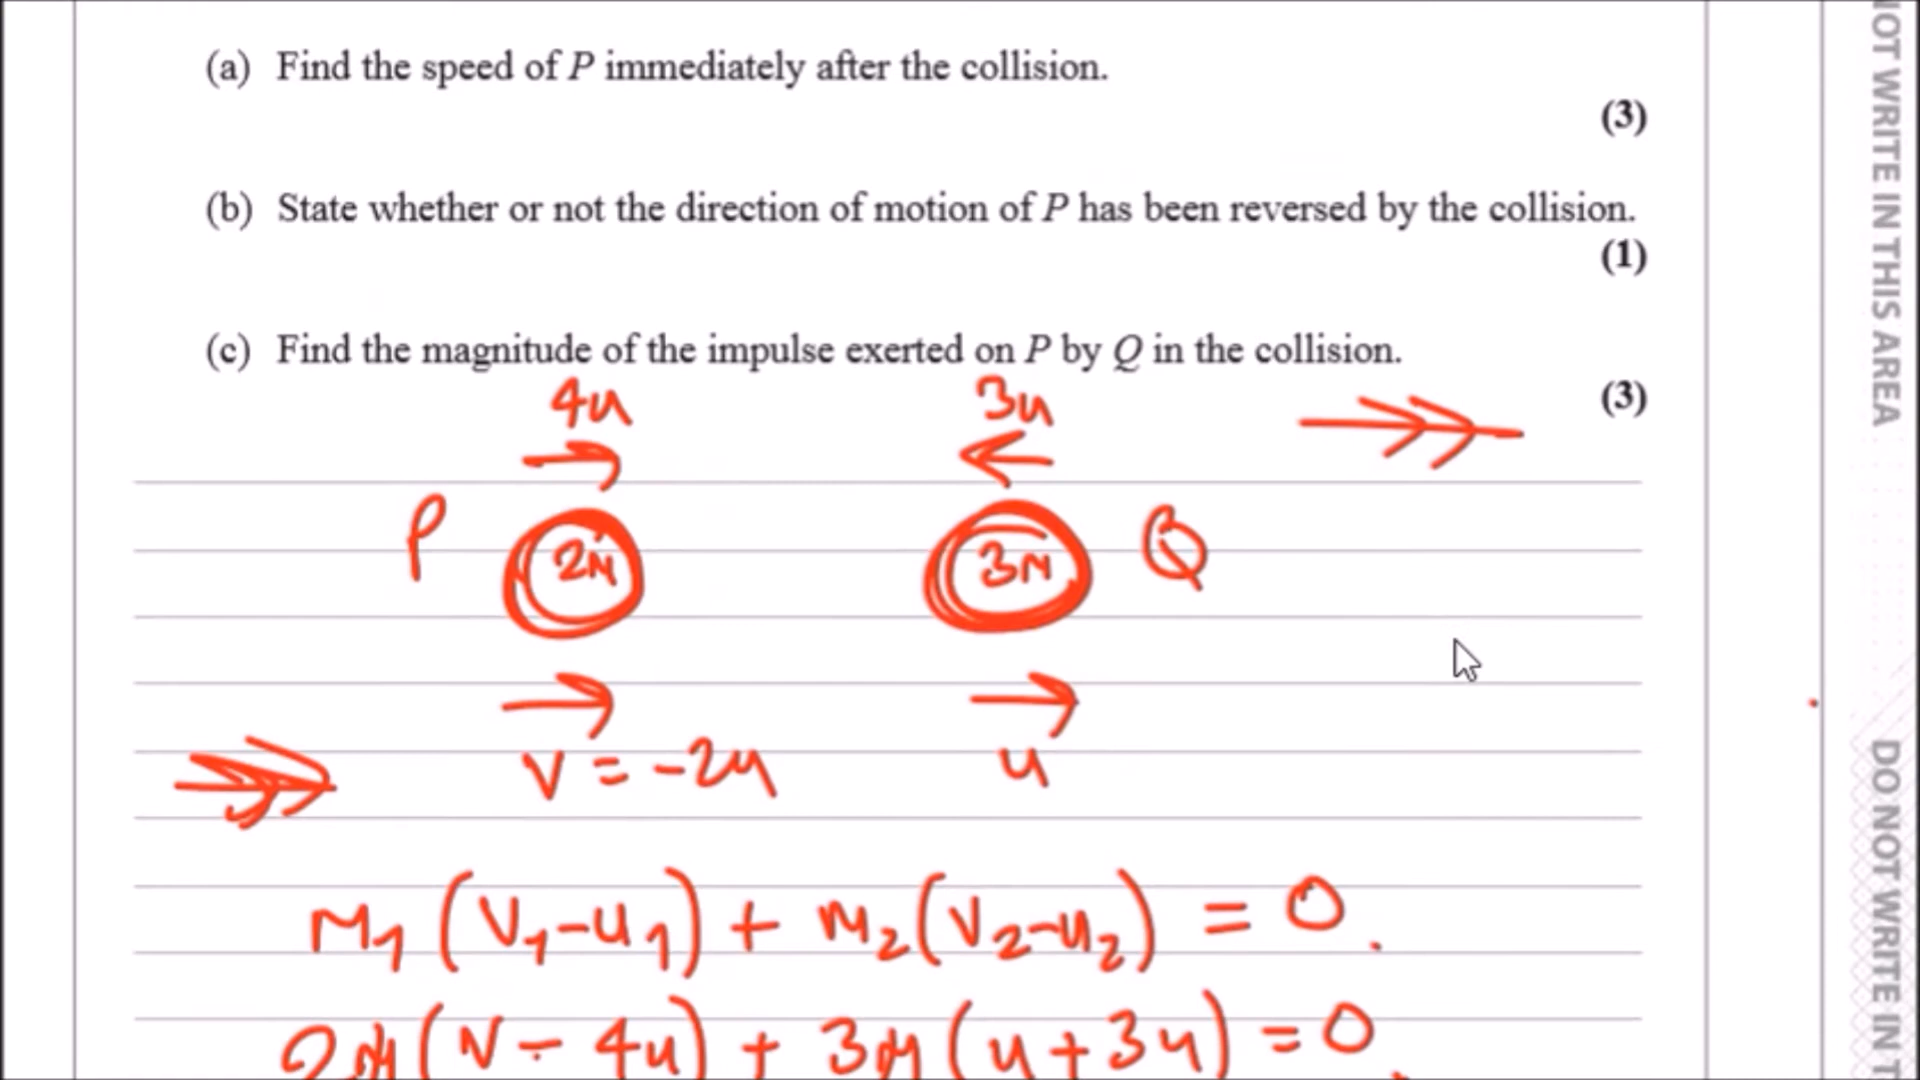 (a) Find the speed of P immediately after the collision.
(3)
(b) State whether or not the direction of motion of P has been reversed by the collision.
(1)
(c) Find the magnitude of the impulse exerted on P by Q in the collision.
(3)
4u 3u
P 2m 3m Q
v = -2u u
m₁(v₁-u₁) + m₂(v₂-u₂) = 0.
2m(v - 4u) + 3m(u+3u) = 0.
NOT WRITE IN THIS AREA
DO NOT WRITE IN T